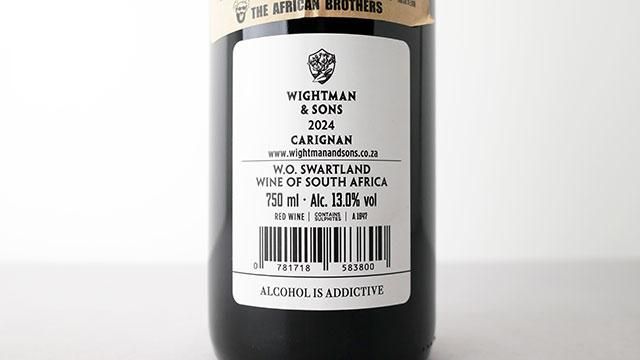 THE AFRICAN BROTHERS
WIGHTMAN
& SONS
2024
CARIGNAN
www.wightmanandsons.co.za
W.O. SWARTLAND
WINE OF SOUTH AFRICA
750 ml · Alc. 13.0% vol
RED WINE | CONTAINS SULPHITES | A 1947
0 781718 583800
ALCOHOL IS ADDICTIVE